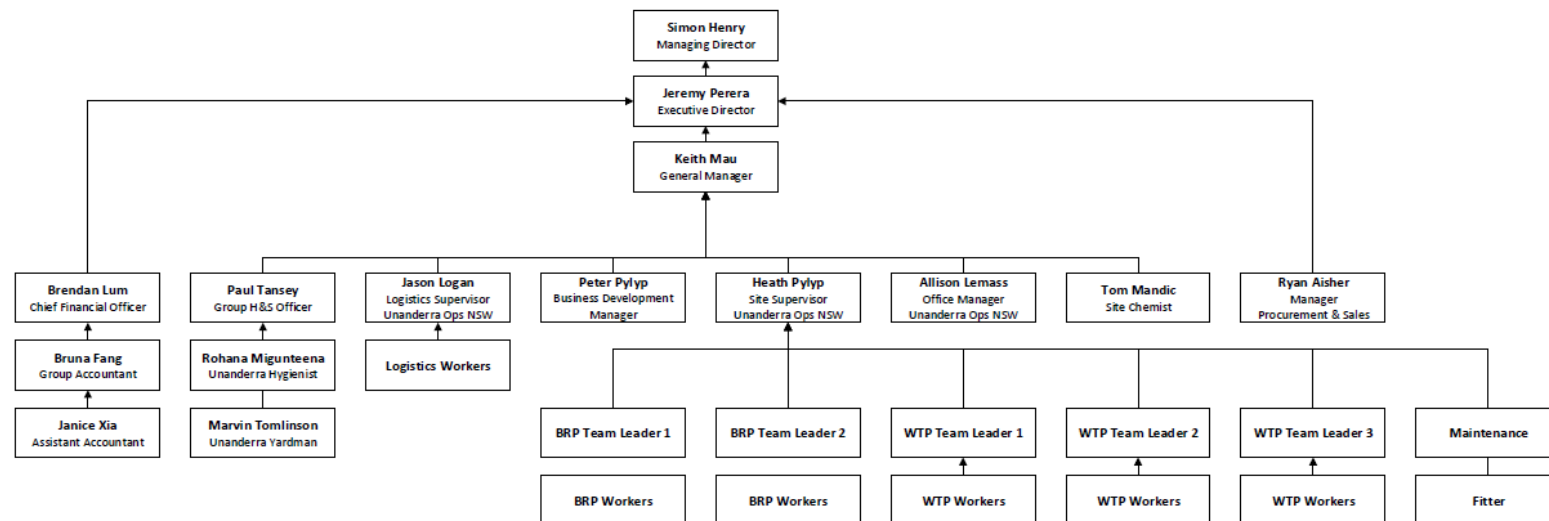 Simon Henry
Managing Director
Jeremy Perera
Executive Director
Keith Mau
General Manager
Brendan Lum
Chief Financial Officer
Paul Tansey
Group H&S Officer
Jason Logan
Logistics Supervisor
Unanderra Ops NSW
Peter Pylyp
Business Development
Manager
Heath Pylyp
Site Supervisor
Unanderra Ops NSW
Allison Lemass
Office Manager
Unanderra Ops NSW
Tom Mandic
Site Chemist
Ryan Aisher
Manager
Procurement & Sales
Bruna Fang
Group Accountant
Rohana Migunteena
Unanderra Hygienist
Logistics Workers
Janice Xia
Assistant Accountant
Marvin Tomlinson
Unanderra Yardman
BRP Team Leader 1
BRP Team Leader 2
WTP Team Leader 1
WTP Team Leader 2
WTP Team Leader 3
Maintenance
BRP Workers
BRP Workers
WTP Workers
WTP Workers
WTP Workers
Fitter